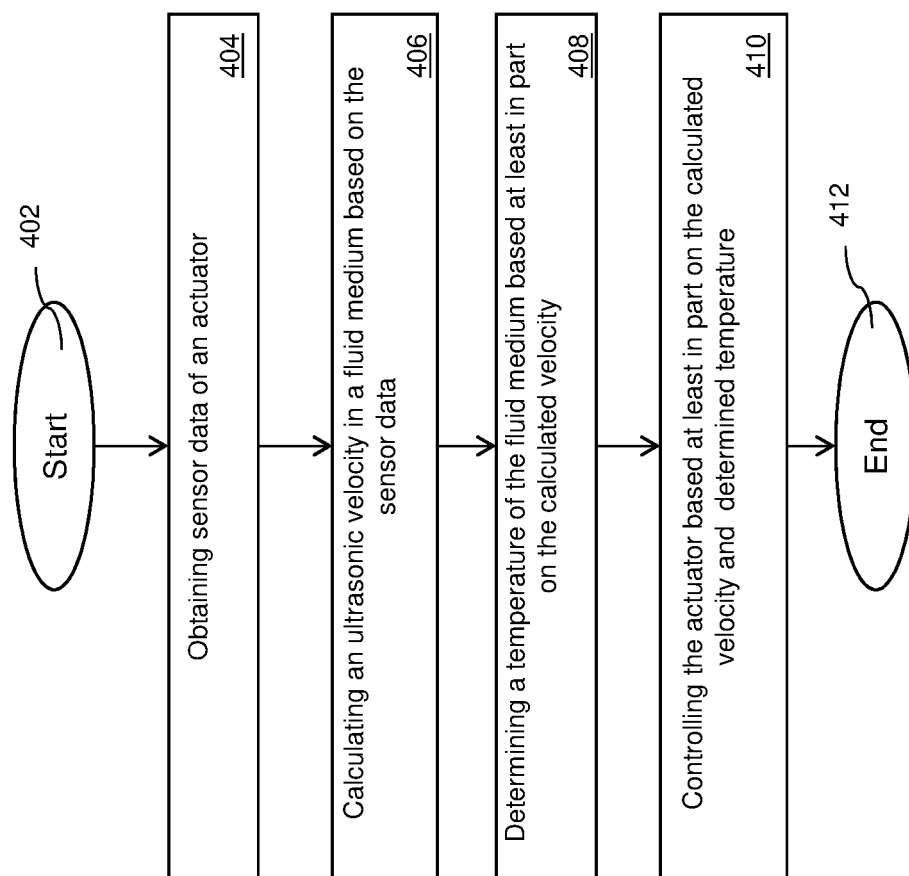 Start
402
Obtaining sensor data of an actuator
404
Calculating an ultrasonic velocity in a fluid medium based on the
sensor data
406
Determining a temperature of the fluid medium based at least in part
on the calculated velocity
408
Controlling the actuator based at least in part on the calculated
velocity and determined temperature
410
End
412